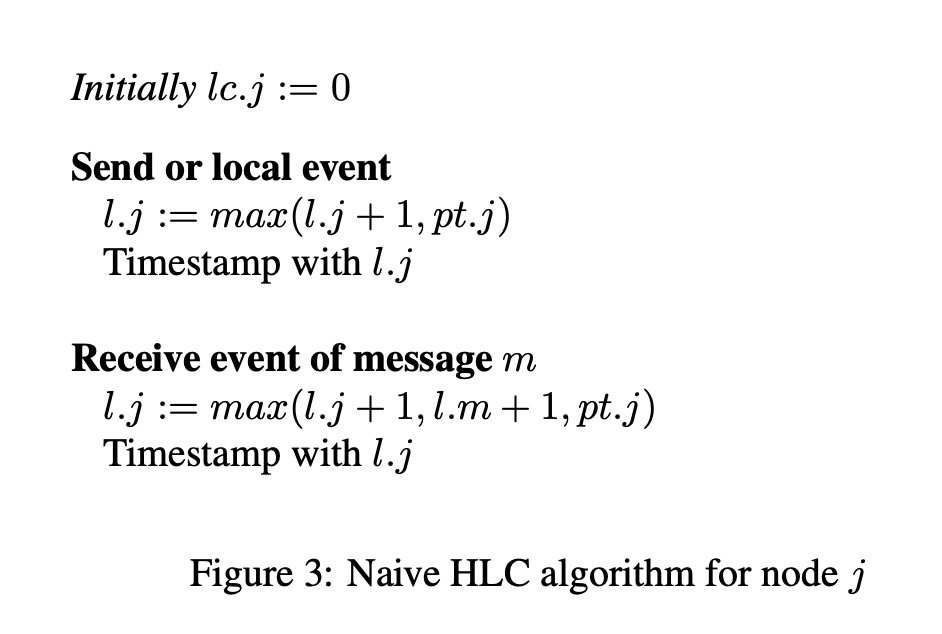 Initially lc.j := 0
Send or local event
l.j := max(l.j + 1, pt.j)
Timestamp with l.j
Receive event of message m
l.j := max(l.j + 1, l.m + 1, pt.j)
Timestamp with l.j
Figure 3: Naive HLC algorithm for node j